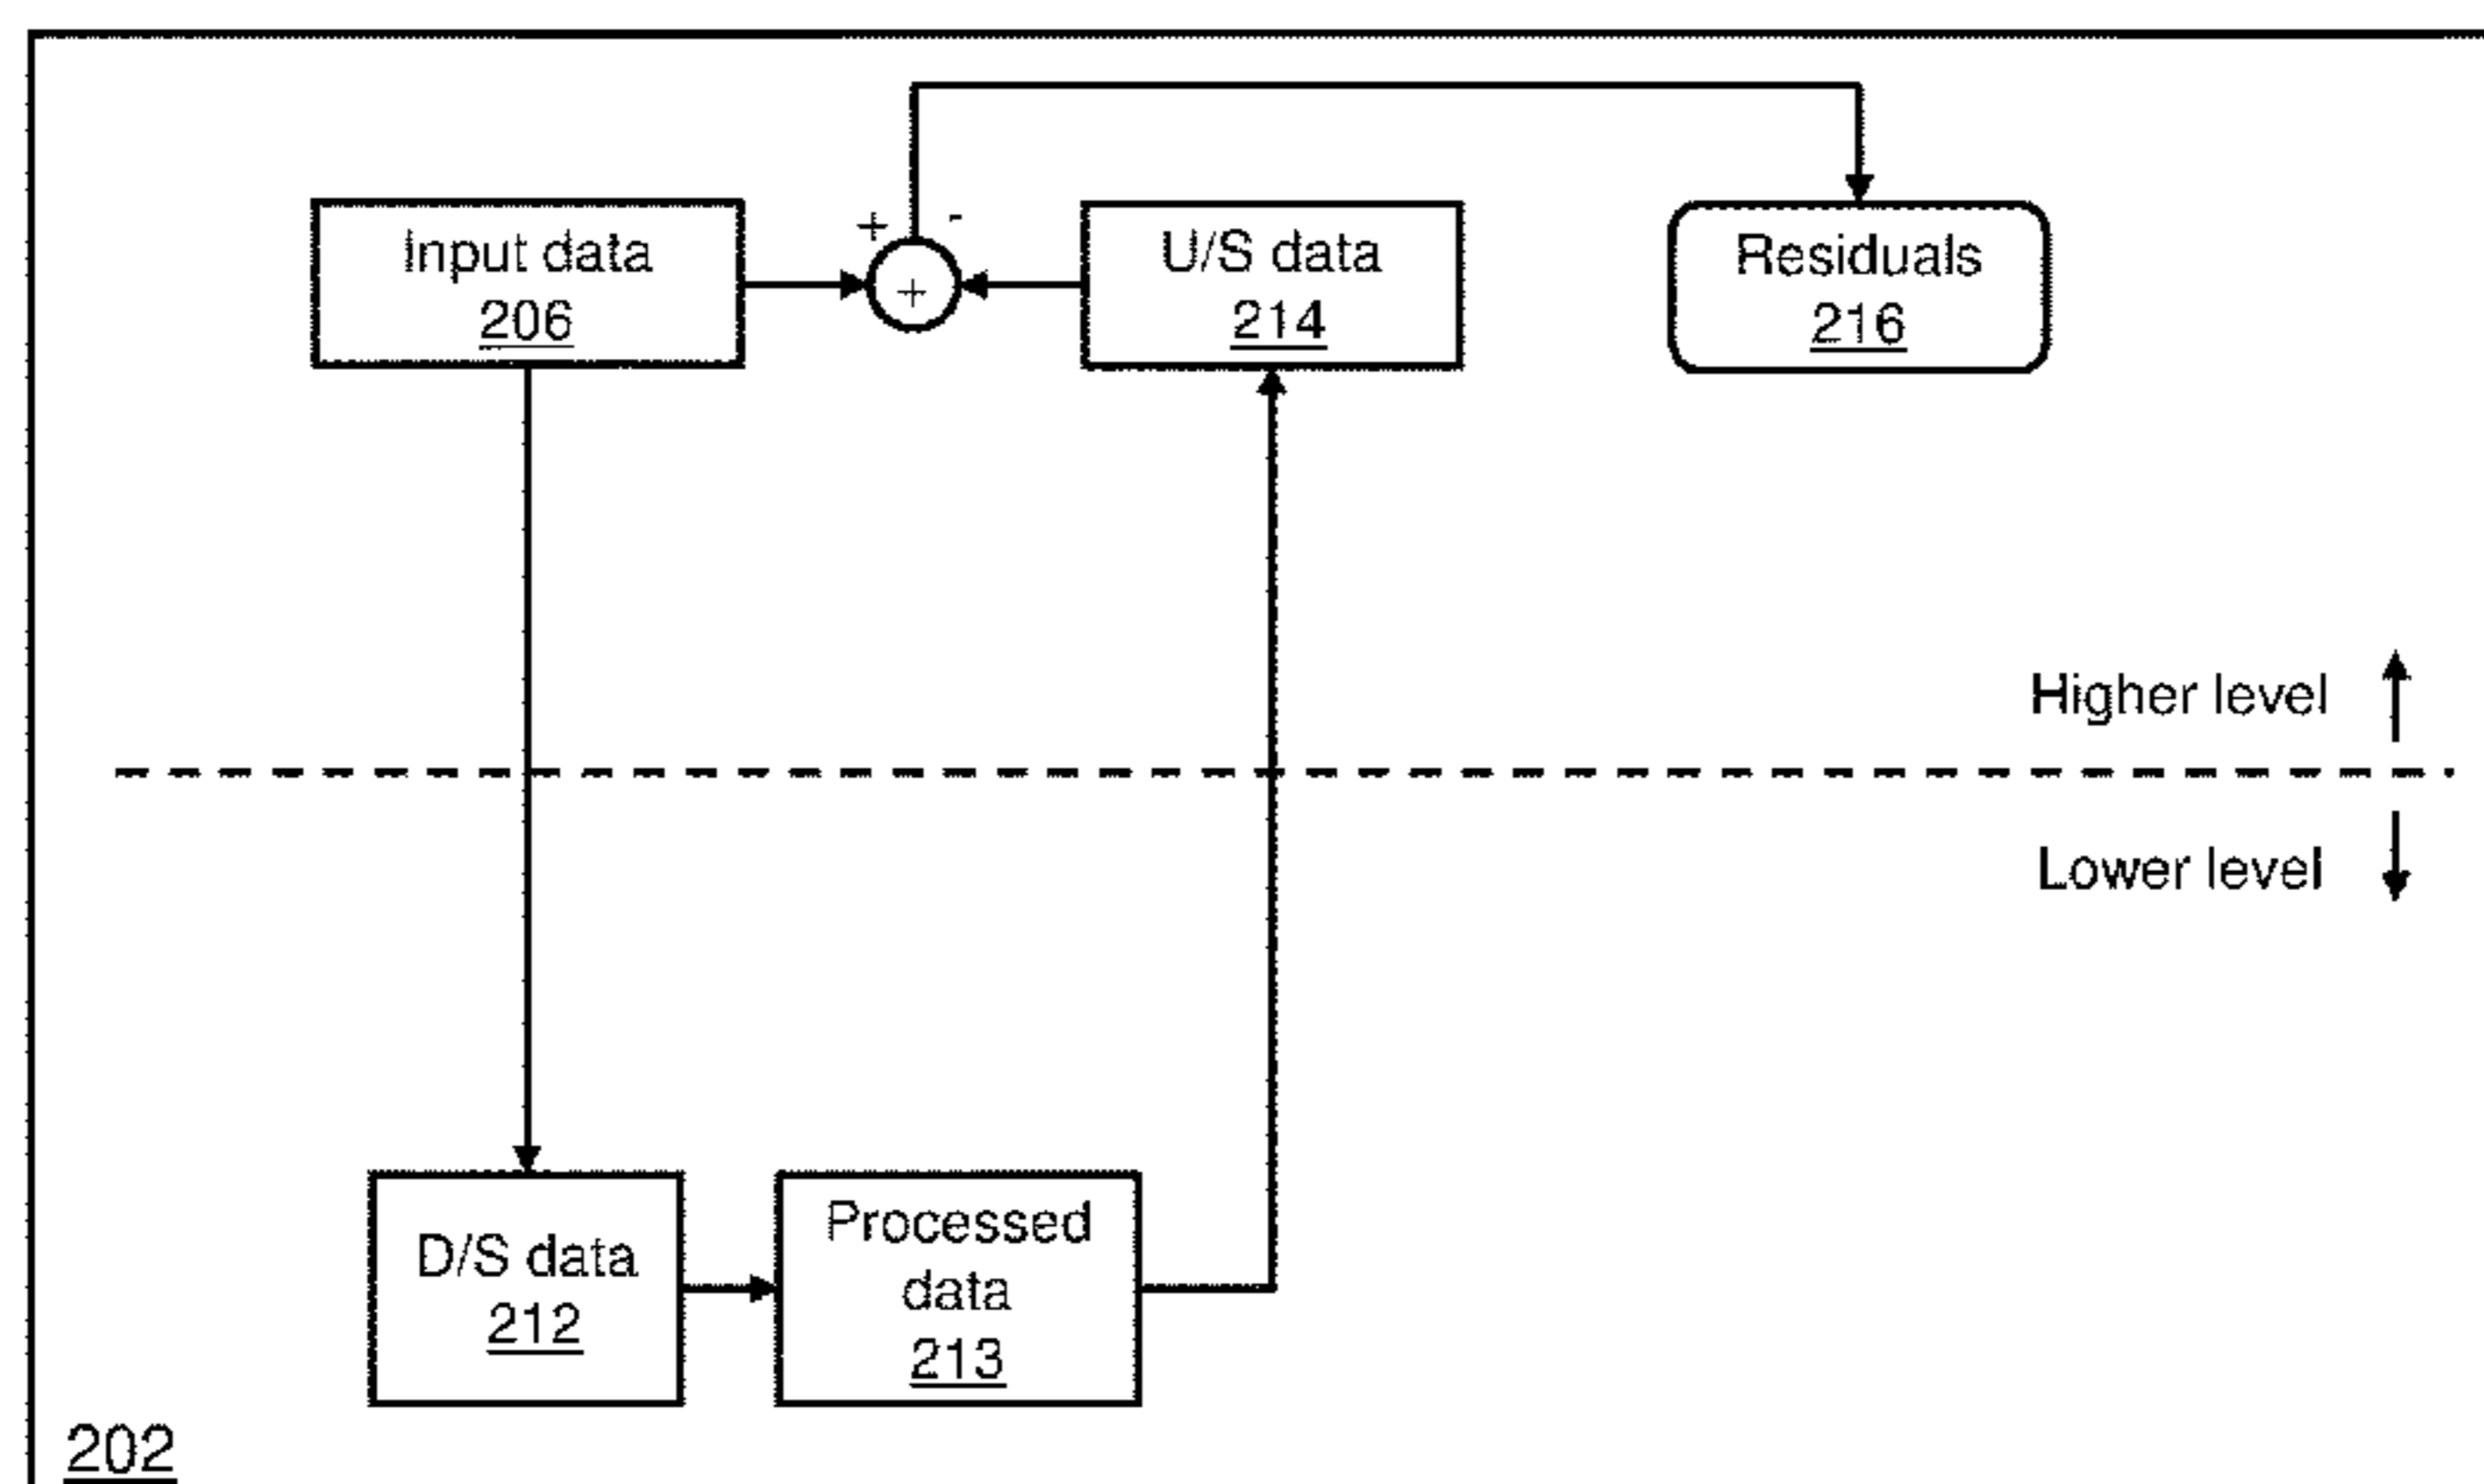 + -
Input data
206
+
U/S data
214
Residuals
216
Higher level
Lower level
D/S data
212
Processed
data
213
202